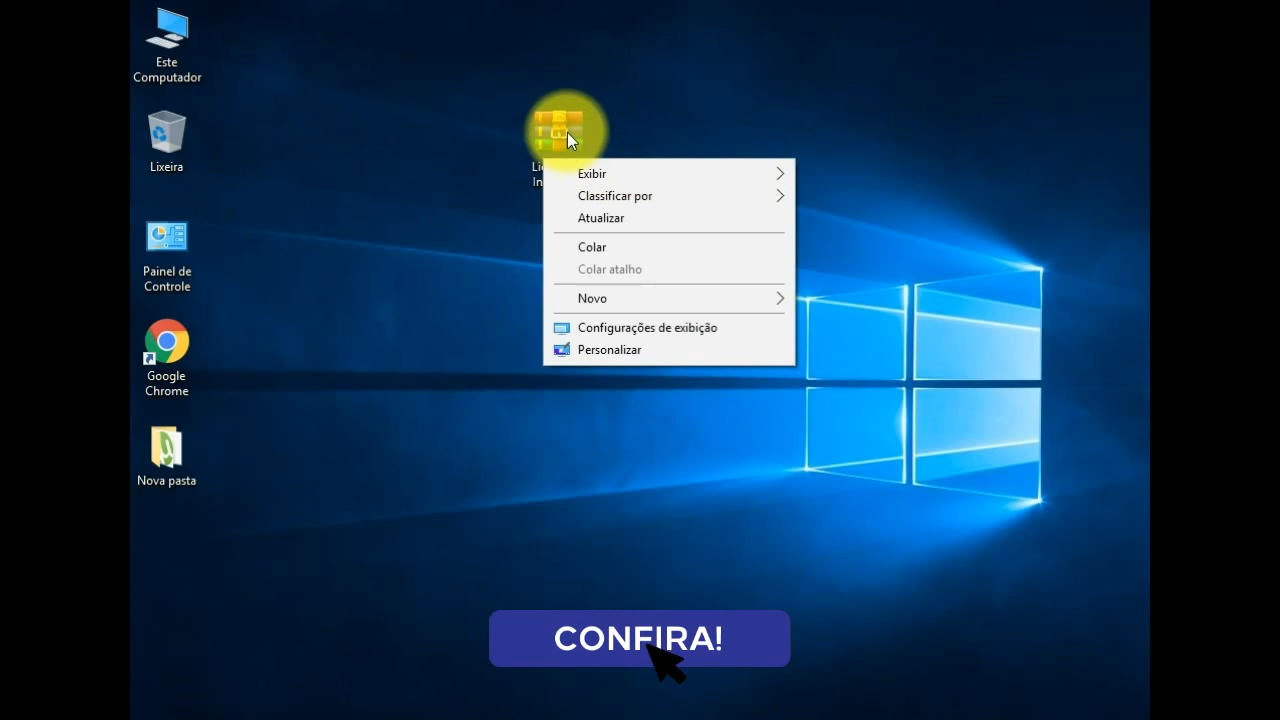 Este
Computador
Lixeira
Painel de
Controle
Google
Chrome
Nova pasta
Exibir
Classificar por
Atualizar
Colar
Colar atalho
Novo
Configurações de exibição
Personalizar
CONFIRA!